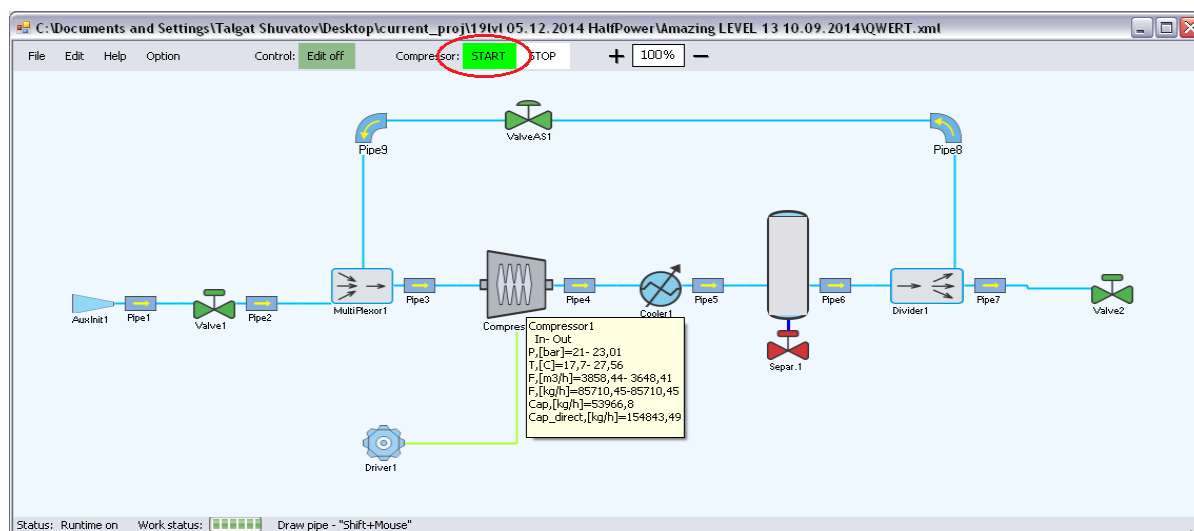 C:\Documents and Settings\Talgat Shuvatov\Desktop\current_proj\19lvl 05.12.2014 HalfPower\Amazing LEVEL 13 10.09.2014\QWERT.xml
File Edit Help Option Control: Edit off Compressor: START STOP + 100% −
ValveAS1
Pipe9 Pipe8
Pipe3 Pipe4 Pipe5 Pipe6 Pipe7
AuxInit1 Pipe1 Valve1 Pipe2 MultiPlexor1 Cooler1 Divider1 Valve2
Compress
Compressor1
In- Out
P,[bar]=21- 23,01
T,[C]=17,7- 27,56
F,[m3/h]=3858,44- 3648,41
F,[kg/h]=85710,45-85710,45
Cap,[kg/h]=53966,8
Cap_direct,[kg/h]=154843,49
Separ.1
Driver1
Status: Runtime on Work status: Draw pipe - "Shift+Mouse"